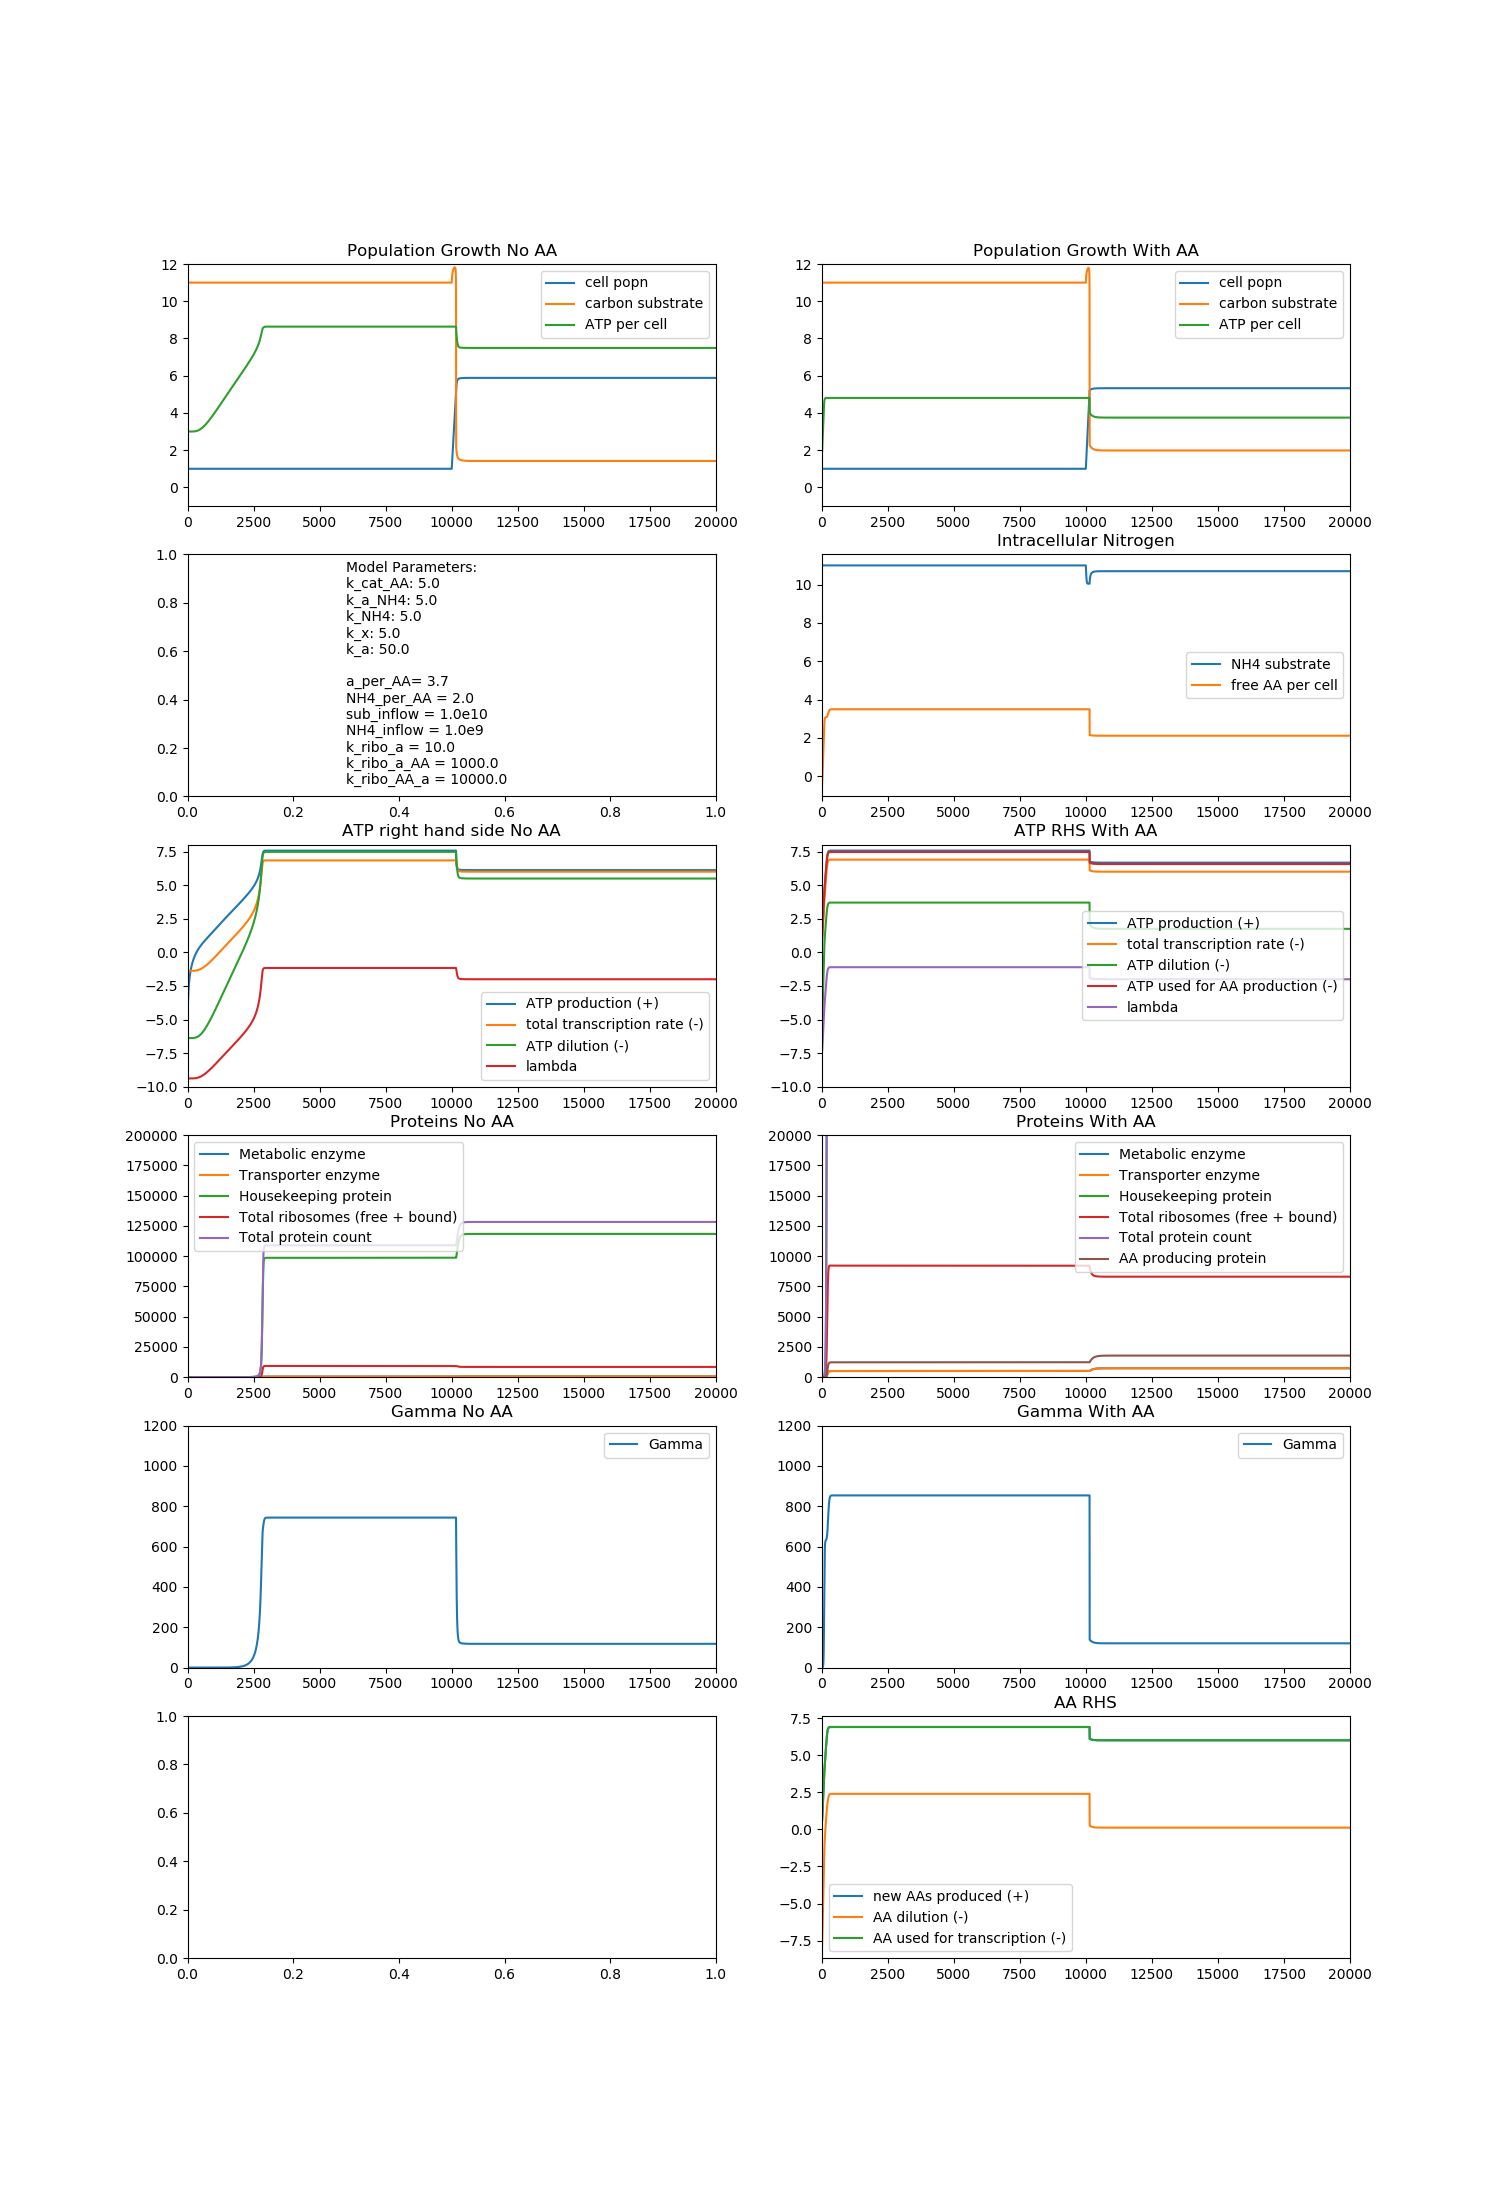 Population Growth No AA
12
10
8
6
4
2
0
cell popn
carbon substrate
ATP per cell
0 2500 5000 7500 10000 12500 15000 17500 20000
Population Growth With AA
12
10
8
6
4
2
0
cell popn
carbon substrate
ATP per cell
0 2500 5000 7500 10000 12500 15000 17500 20000
1.0
0.8
0.6
0.4
0.2
0.0
Model Parameters:
k_cat_AA: 5.0
k_a_NH4: 5.0
k_NH4: 5.0
k_x: 5.0
k_a: 50.0
a_per_AA= 3.7
NH4_per_AA = 2.0
sub_inflow = 1.0e10
NH4_inflow = 1.0e9
k_ribo_a = 10.0
k_ribo_a_AA = 1000.0
k_ribo_AA_a = 10000.0
0.0 0.2 0.4 0.6 0.8 1.0
Intracellular Nitrogen
10
8
6
4
2
0
NH4 substrate
free AA per cell
0 2500 5000 7500 10000 12500 15000 17500 20000
ATP right hand side No AA
7.5
5.0
2.5
0.0
−2.5
−5.0
−7.5
−10.0
ATP production (+)
total transcription rate (-)
ATP dilution (-)
lambda
0 2500 5000 7500 10000 12500 15000 17500 20000
ATP RHS With AA
7.5
5.0
2.5
0.0
−2.5
−5.0
−7.5
−10.0
ATP production (+)
total transcription rate (-)
ATP dilution (-)
ATP used for AA production (-)
lambda
0 2500 5000 7500 10000 12500 15000 17500 20000
Proteins No AA
200000
175000
150000
125000
100000
75000
50000
25000
0
Metabolic enzyme
Transporter enzyme
Housekeeping protein
Total ribosomes (free + bound)
Total protein count
0 2500 5000 7500 10000 12500 15000 17500 20000
Proteins With AA
20000
17500
15000
12500
10000
7500
5000
2500
0
Metabolic enzyme
Transporter enzyme
Housekeeping protein
Total ribosomes (free + bound)
Total protein count
AA producing protein
0 2500 5000 7500 10000 12500 15000 17500 20000
Gamma No AA
1200
1000
800
600
400
200
0
Gamma
0 2500 5000 7500 10000 12500 15000 17500 20000
Gamma With AA
1200
1000
800
600
400
200
0
Gamma
0 2500 5000 7500 10000 12500 15000 17500 20000
1.0
0.8
0.6
0.4
0.2
0.0
0.0 0.2 0.4 0.6 0.8 1.0
AA RHS
7.5
5.0
2.5
0.0
−2.5
−5.0
−7.5
new AAs produced (+)
AA dilution (-)
AA used for transcription (-)
0 2500 5000 7500 10000 12500 15000 17500 20000